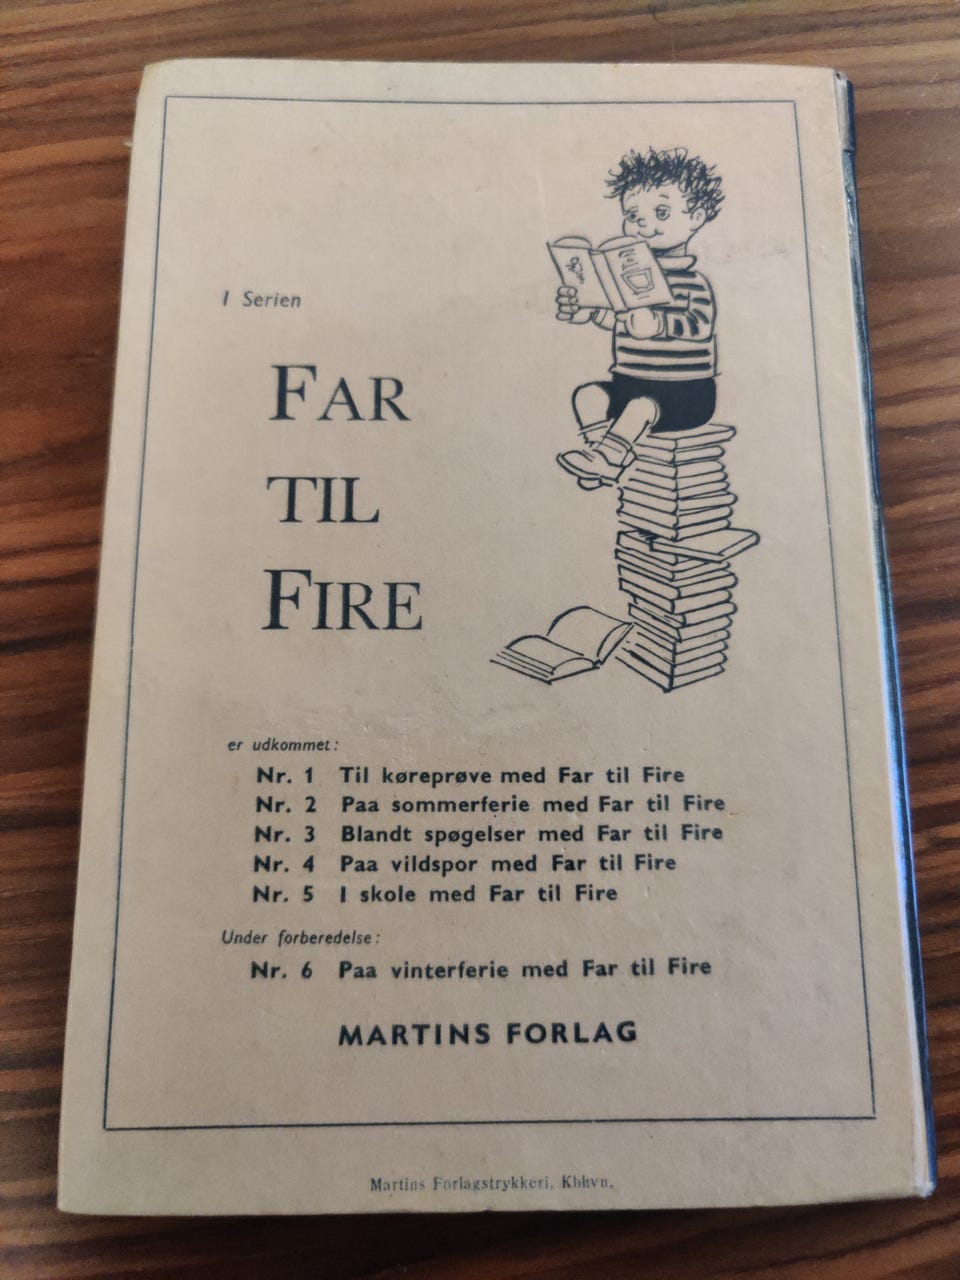 I Serien
FAR
TIL
FIRE
er udkommet:
Nr. 1 Til køreprøve med Far til Fire
Nr. 2 Paa sommerferie med Far til Fire
Nr. 3 Blandt spøgelser med Far til Fire
Nr. 4 Paa vildspor med Far til Fire
Nr. 5 I skole med Far til Fire
Under forberedelse:
Nr. 6 Paa vinterferie med Far til Fire
MARTINS FORLAG
Martins Forlagstrykkeri, Kbhvn.